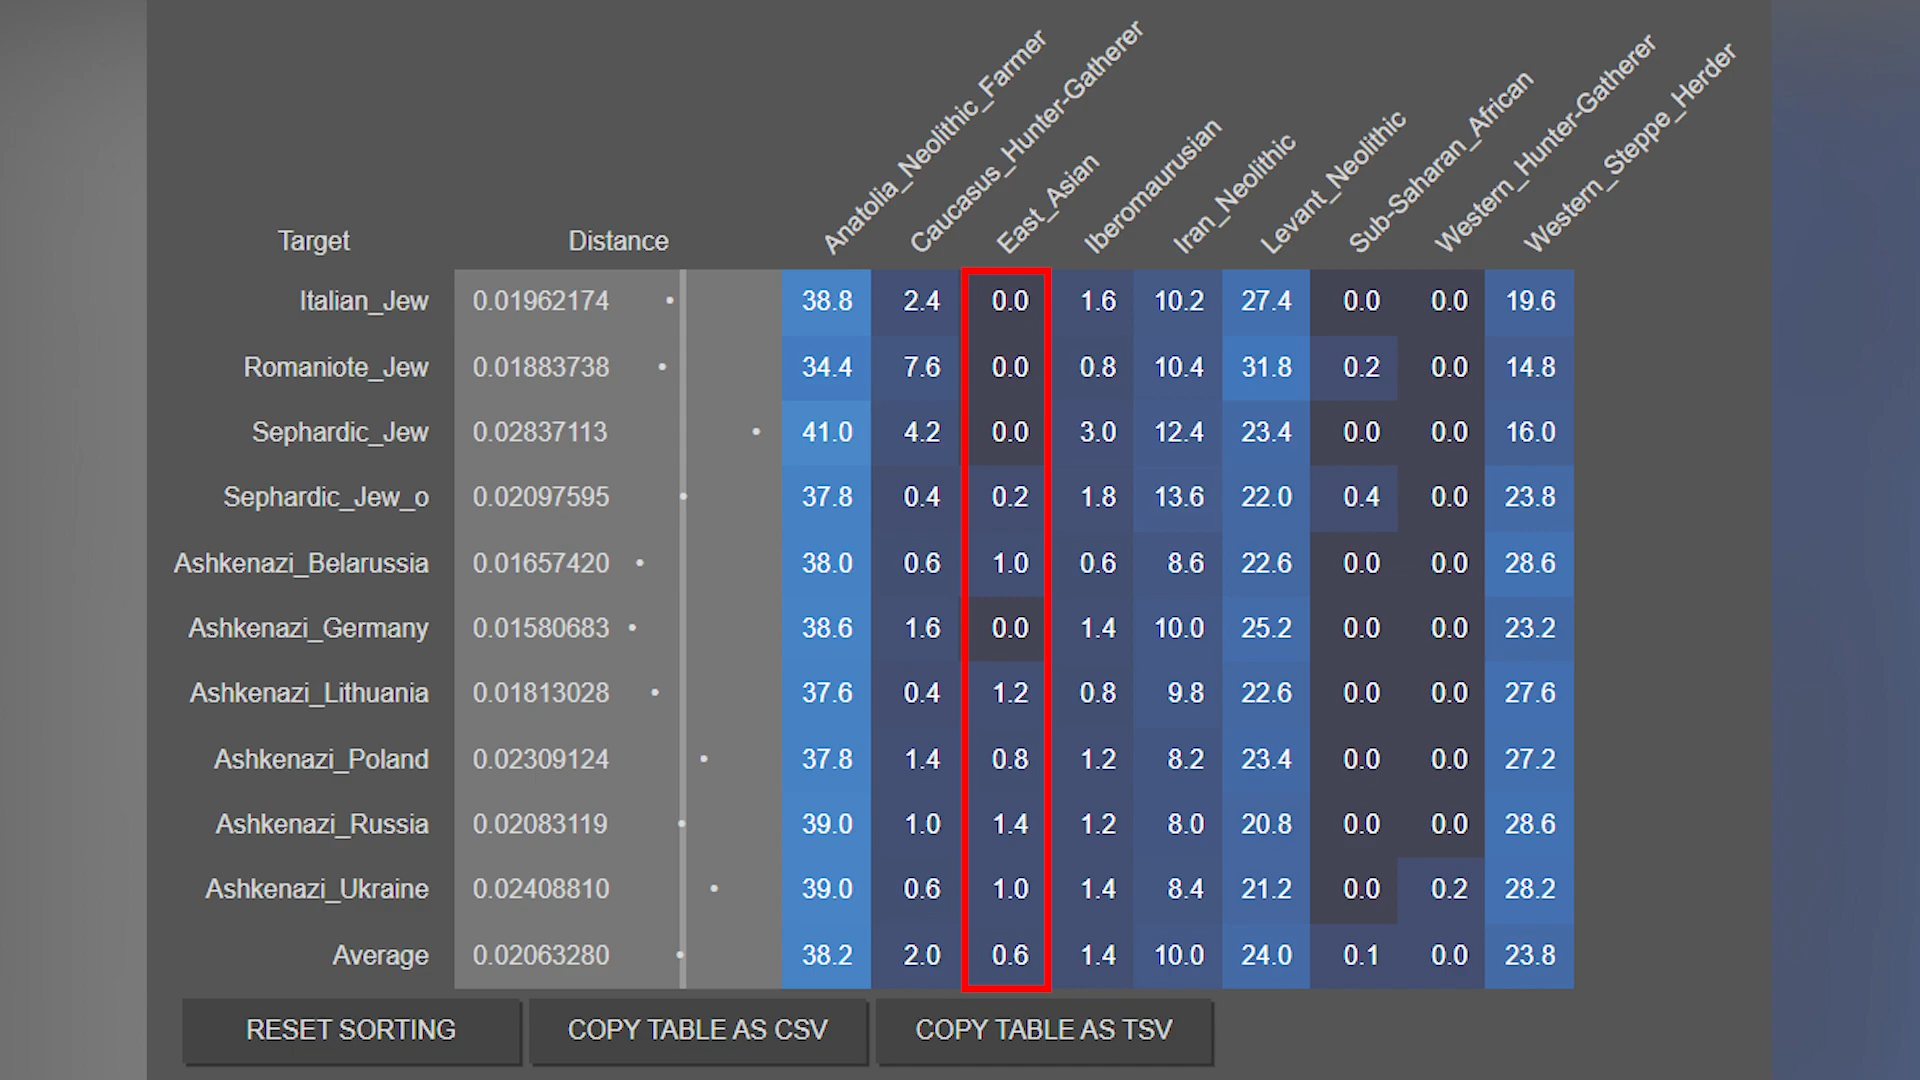 Anatolia_Neolithic_Farmer
Caucasus_Hunter-Gatherer
East_Asian
Iberomaurusian
Iran_Neolithic
Levant_Neolithic
Sub-Saharan_African
Western_Hunter-Gatherer
Western_Steppe_Herder
Target Distance
Italian_Jew 0.01962174 38.8 2.4 0.0 1.6 10.2 27.4 0.0 0.0 19.6
Romaniote_Jew 0.01883738 34.4 7.6 0.0 0.8 10.4 31.8 0.2 0.0 14.8
Sephardic_Jew 0.02837113 41.0 4.2 0.0 3.0 12.4 23.4 0.0 0.0 16.0
Sephardic_Jew_o 0.02097595 37.8 0.4 0.2 1.8 13.6 22.0 0.4 0.0 23.8
Ashkenazi_Belarussia 0.01657420 38.0 0.6 1.0 0.6 8.6 22.6 0.0 0.0 28.6
Ashkenazi_Germany 0.01580683 38.6 1.6 0.0 1.4 10.0 25.2 0.0 0.0 23.2
Ashkenazi_Lithuania 0.01813028 37.6 0.4 1.2 0.8 9.8 22.6 0.0 0.0 27.6
Ashkenazi_Poland 0.02309124 37.8 1.4 0.8 1.2 8.2 23.4 0.0 0.0 27.2
Ashkenazi_Russia 0.02083119 39.0 1.0 1.4 1.2 8.0 20.8 0.0 0.0 28.6
Ashkenazi_Ukraine 0.02408810 39.0 0.6 1.0 1.4 8.4 21.2 0.0 0.2 28.2
Average 0.02063280 38.2 2.0 0.6 1.4 10.0 24.0 0.1 0.0 23.8
RESET SORTING COPY TABLE AS CSV COPY TABLE AS TSV